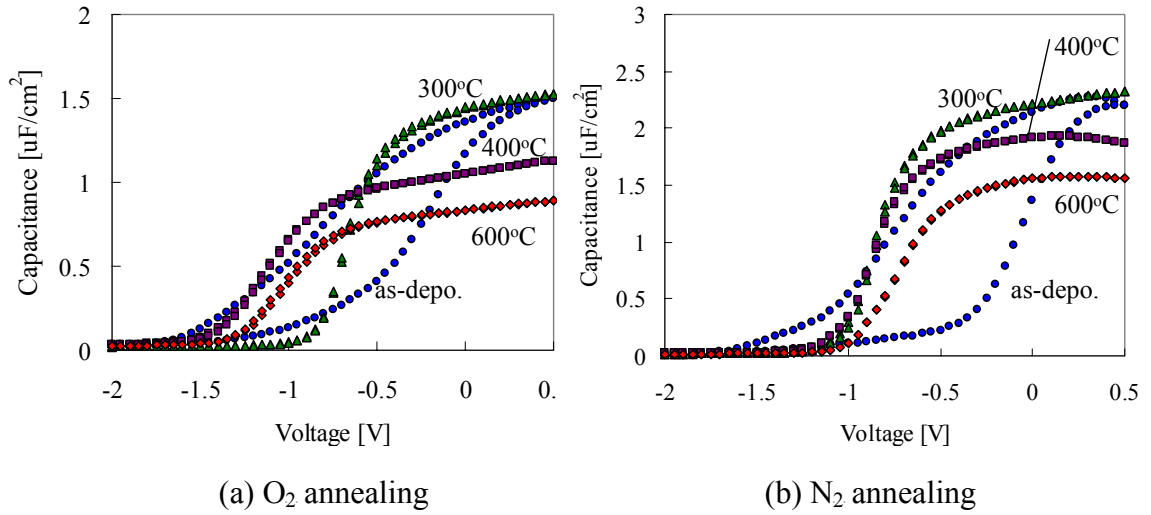 2
1.5
1
0.5
0
Capacitance [uF/cm²]
300°C
400°C
600°C
as-depo.
-2 -1.5 -1 -0.5 0 0.
Voltage [V]
(a) O₂ annealing
3
2.5
2
1.5
1
0.5
0
Capacitance [uF/cm²]
400°C
300°C
600°C
as-depo.
-2 -1.5 -1 -0.5 0 0.5
Voltage [V]
(b) N₂ annealing